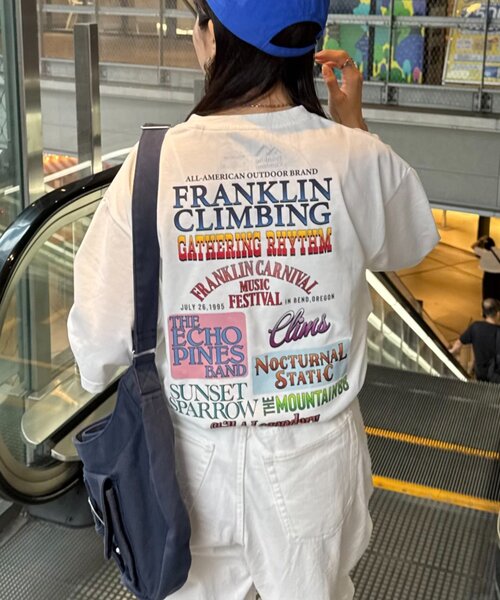 ALL-AMERICAN OUTDOOR BRAND
FRANKLIN
CLIMBING
GATHERING RHYTHM
FRANKLIN CARNIVAL
MUSIC
FESTIVAL
JULY 26,1995
IN BEND,OREGON
THE
ECHO
PINES
BAND
Clims
NOCTURNAL
STATIC
SUNSET
SPARROW
THE MOUNTAIN